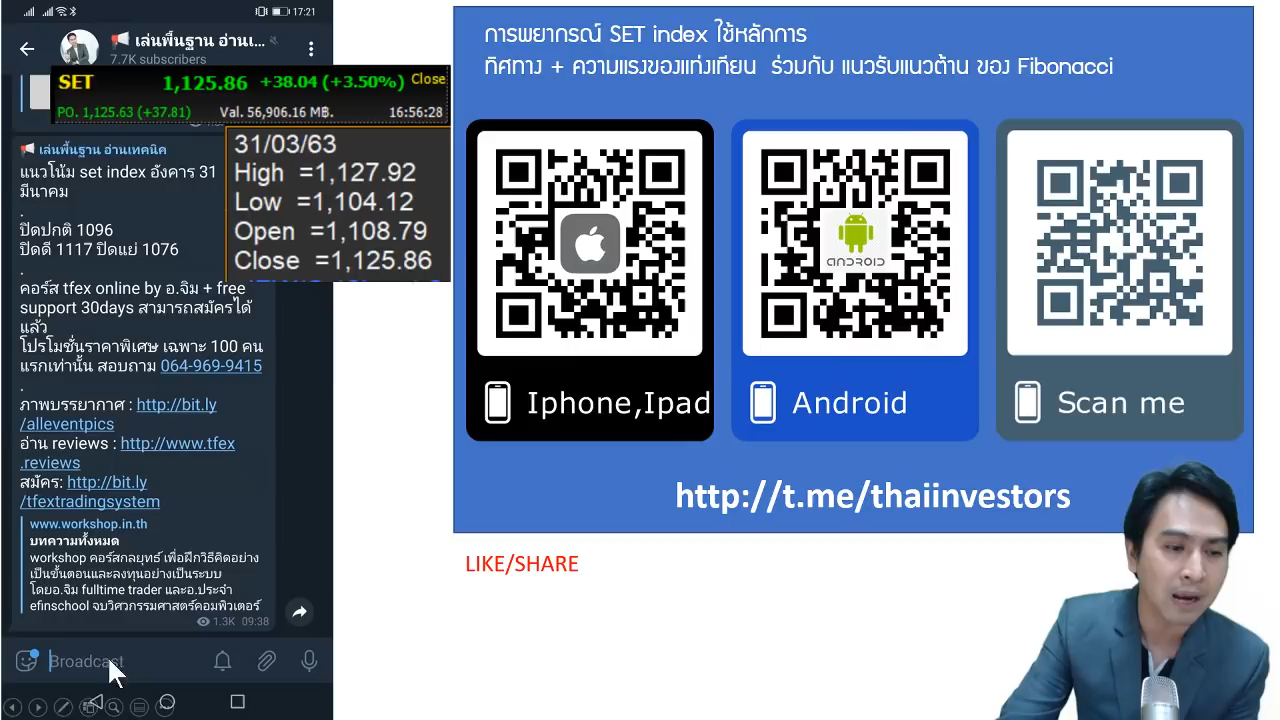 17:21
เล่นพื้นฐาน อ่านเ...
7.7K subscribers
SET 1,125.86 +38.04 (+3.50%) Close
PO. 1,125.63 (+37.81) Val. 56,906.16 M฿. 16:56:28
31/03/63
High =1,127.92
Low =1,104.12
Open =1,108.79
Close =1,125.86
เล่นพื้นฐาน อ่านเทคนิค
แนวโน้ม set index อังคาร 31
มีนาคม
.
ปิดปกติ 1096
ปิดดี 1117 ปิดแย่ 1076
.
คอร์ส tfex online by อ.จิม + free
support 30days สามารถสมัครได้
แล้ว
โปรโมชั่นราคาพิเศษ เฉพาะ 100 คน
แรกเท่านั้น สอบถาม 064-969-9415
.
ภาพบรรยากาศ : http://bit.ly
/alleventpics
อ่าน reviews : http://www.tfex
.reviews
สมัคร: http://bit.ly
/tfextradingsystem
www.workshop.in.th
บทความทั้งหมด
workshop คอร์สกลยุทธ์ เพื่อฝึกวิธีคิดอย่าง
เป็นขั้นตอนและลงทุนอย่างเป็นระบบ
โดยอ.จิม fulltime trader และอ.ประจำ
efinschool จบวิศวกรรมศาสตร์คอมพิวเตอร์
1.3K 09:38
Broadcast
การพยากรณ์ SET index ใช้หลักการ
ทิศทาง + ความแรงของแท่งเทียน ร่วมกับ แนวรับแนวต้าน ของ Fibonacci
ANDROID
Iphone,Ipad
Android
Scan me
http://t.me/thaiinvestors
LIKE/SHARE